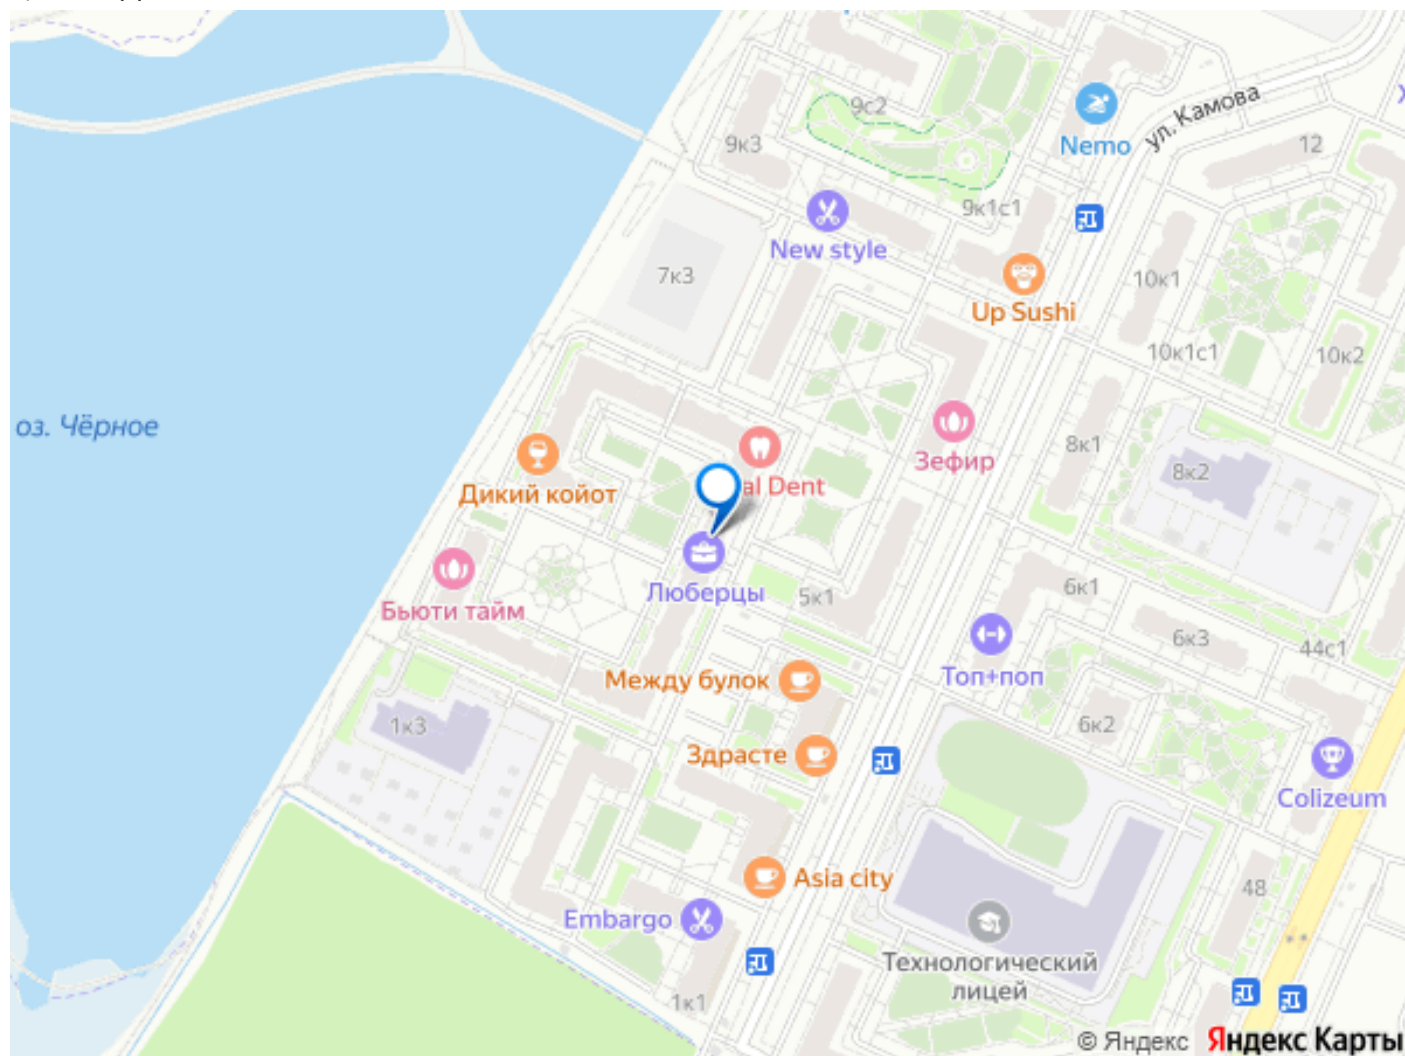 9с2
ул. Камова
Nemo
12
9к3
9к1с1
New style
7к3
10к1
Up Sushi
10к1с1
10к2
оз. Чёрное
8к1
Зефир
8к2
al Dent
Дикий койот
Люберцы
5к1
6к1
Бьюти тайм
6к3
44с1
Топ+поп
Между булок
1к3
6к2
Здрасте
Colizeum
Asia city
48
Embargo
Технологический
лицей
1к1
© Яндекс Яндекс Карты